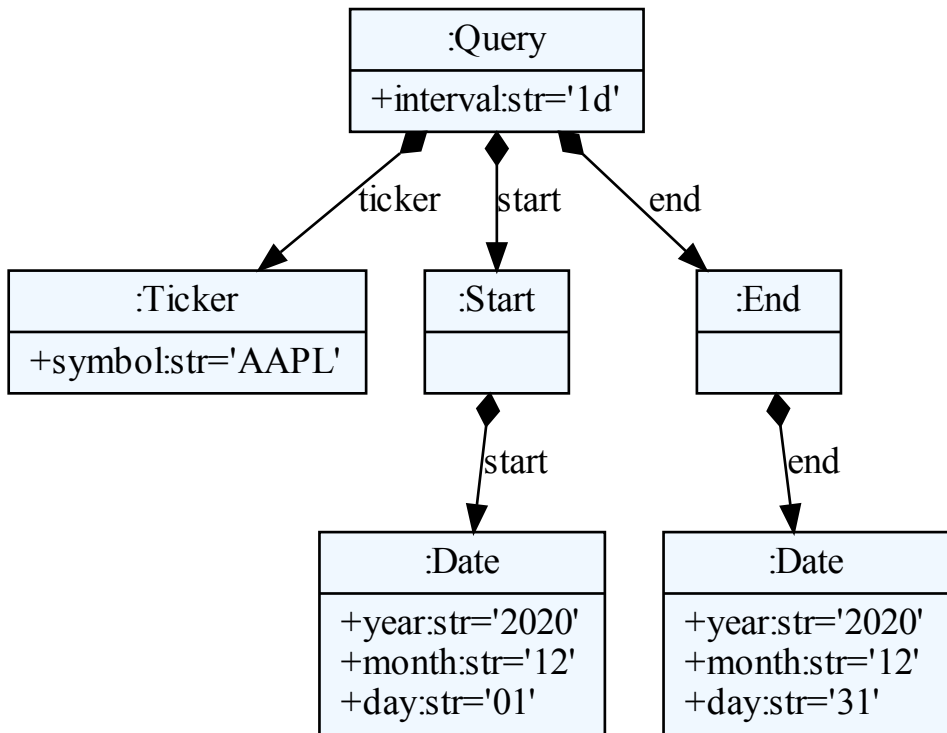 :Query
+interval:str='1d'
ticker
start
end
:Ticker
+symbol:str='AAPL'
:Start
:End
start
end
:Date
+year:str='2020'
+month:str='12'
+day:str='01'
:Date
+year:str='2020'
+month:str='12'
+day:str='31'